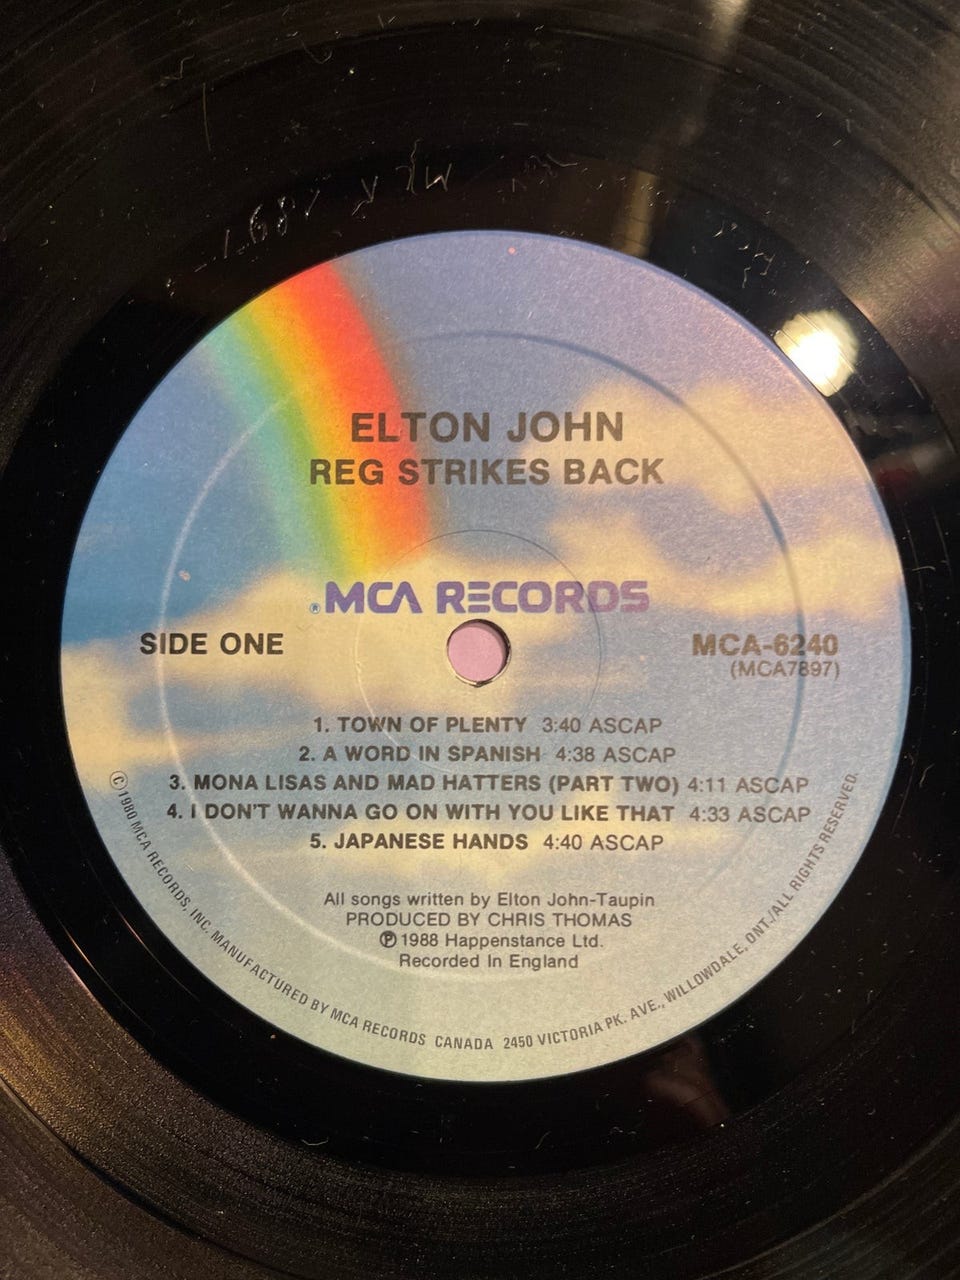 ELTON JOHN
REG STRIKES BACK
® MCA RECORDS
SIDE ONE
MCA-6240
(MCA7897)
1. TOWN OF PLENTY 3:40 ASCAP
2. A WORD IN SPANISH 4:38 ASCAP
3. MONA LISAS AND MAD HATTERS (PART TWO) 4:11 ASCAP
4. I DON'T WANNA GO ON WITH YOU LIKE THAT 4:33 ASCAP
5. JAPANESE HANDS 4:40 ASCAP
All songs written by Elton John-Taupin
PRODUCED BY CHRIS THOMAS
℗ 1988 Happenstance Ltd.
Recorded In England
© 1980 MCA RECORDS, INC. MANUFACTURED BY MCA RECORDS CANADA 2450 VICTORIA PK. AVE., WILLOWDALE, ONT./ALL RIGHTS RESERVED.